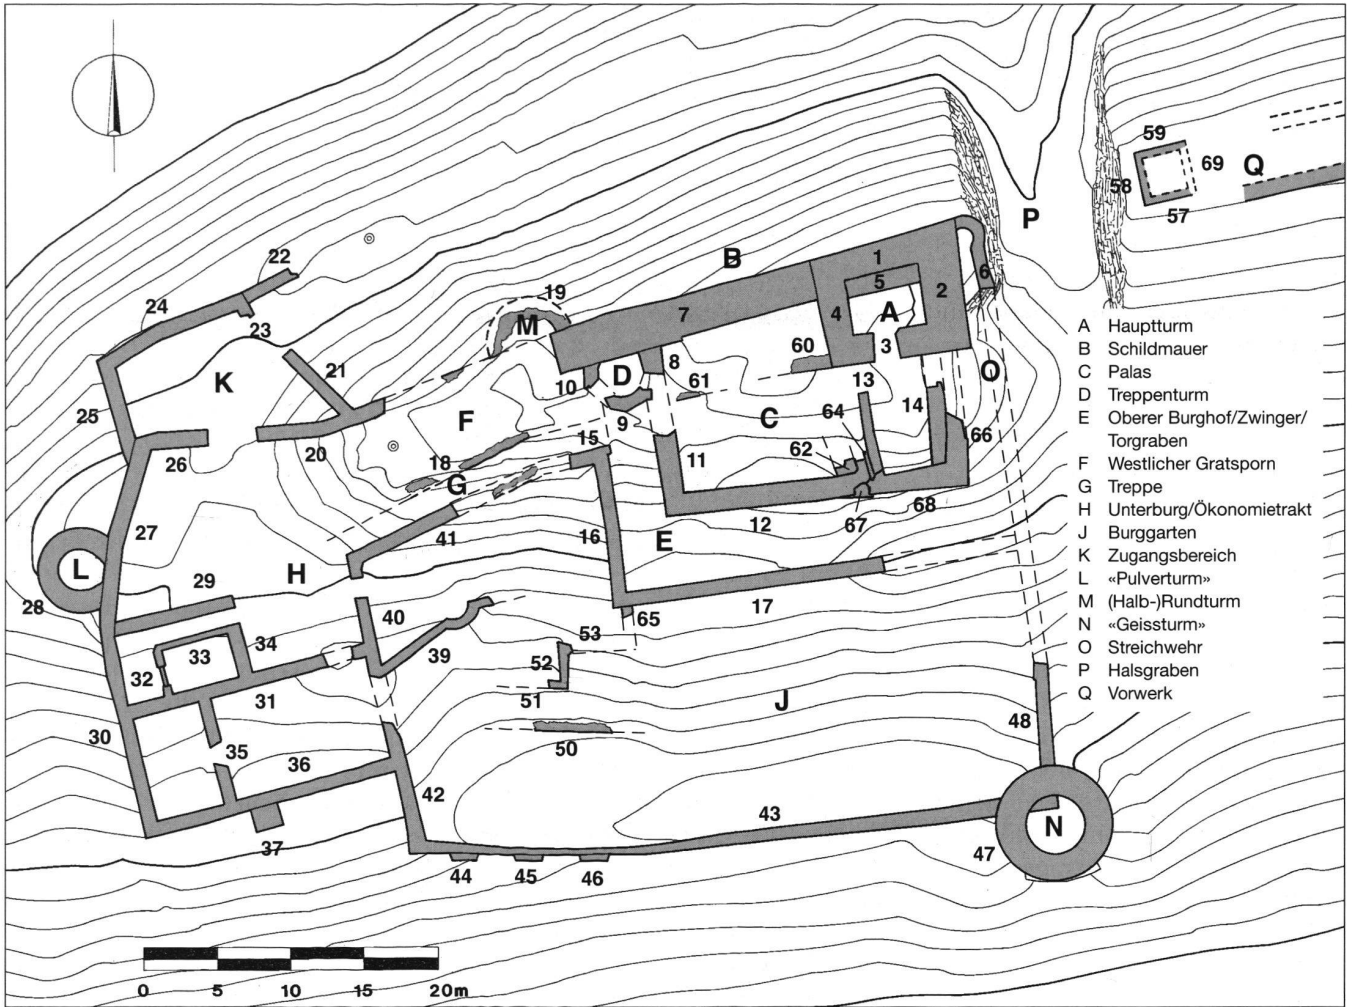 59
69
Q
58
57
P
22
24
23
B
1
5
2
6
19
M
7
4
A
3
K
21
8
60
10
D
61
O
13
25
F
9
C
64
14
26
20
18
15
62
66
G
11
27
41
12
67
68
16
E
L
29
H
28
40
17
65
34
53
33
39
52
32
31
51
J
30
50
48
35
36
42
43
N
37
44
45
46
47
A Hauptturm
B Schildmauer
C Palas
D Treppenturm
E Oberer Burghof/Zwinger/
Torgraben
F Westlicher Gratsporn
G Treppe
H Unterburg/Ökonomietrakt
J Burggarten
K Zugangsbereich
L «Pulverturm»
M (Halb-)Rundturm
N «Geissturm»
O Streichwehr
P Halsgraben
Q Vorwerk
0 5 10 15 20m